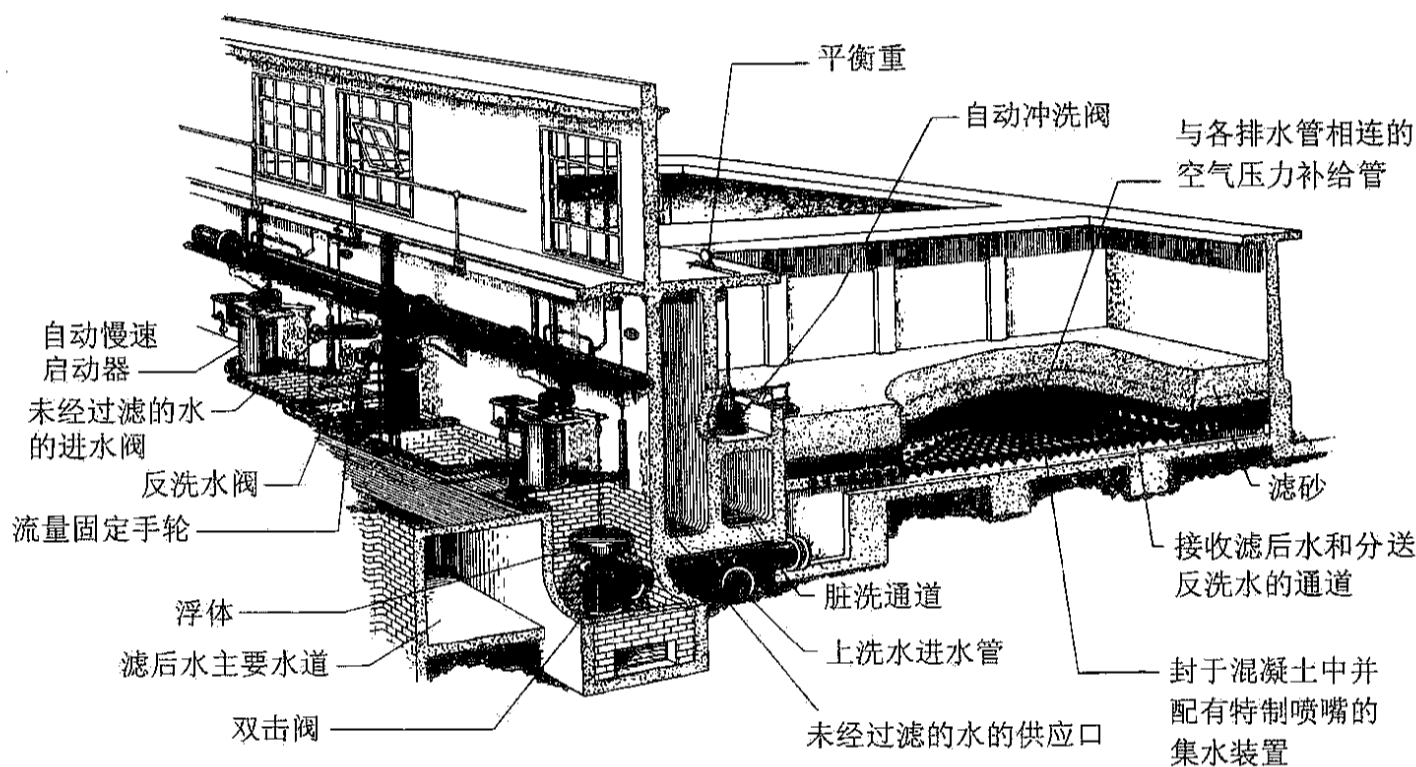 平衡重
自动冲洗阀
与各排水管相连的
空气压力补给管
自动慢速
启动器
未经过滤的水
的进水阀
反洗水阀
流量固定手轮
浮体
滤后水主要水道
双击阀
滤砂
接收滤后水和分送
反洗水的通道
脏洗通道
上洗水进水管
未经过滤的水的供应口
封于混凝土中并
配有特制喷嘴的
集水装置